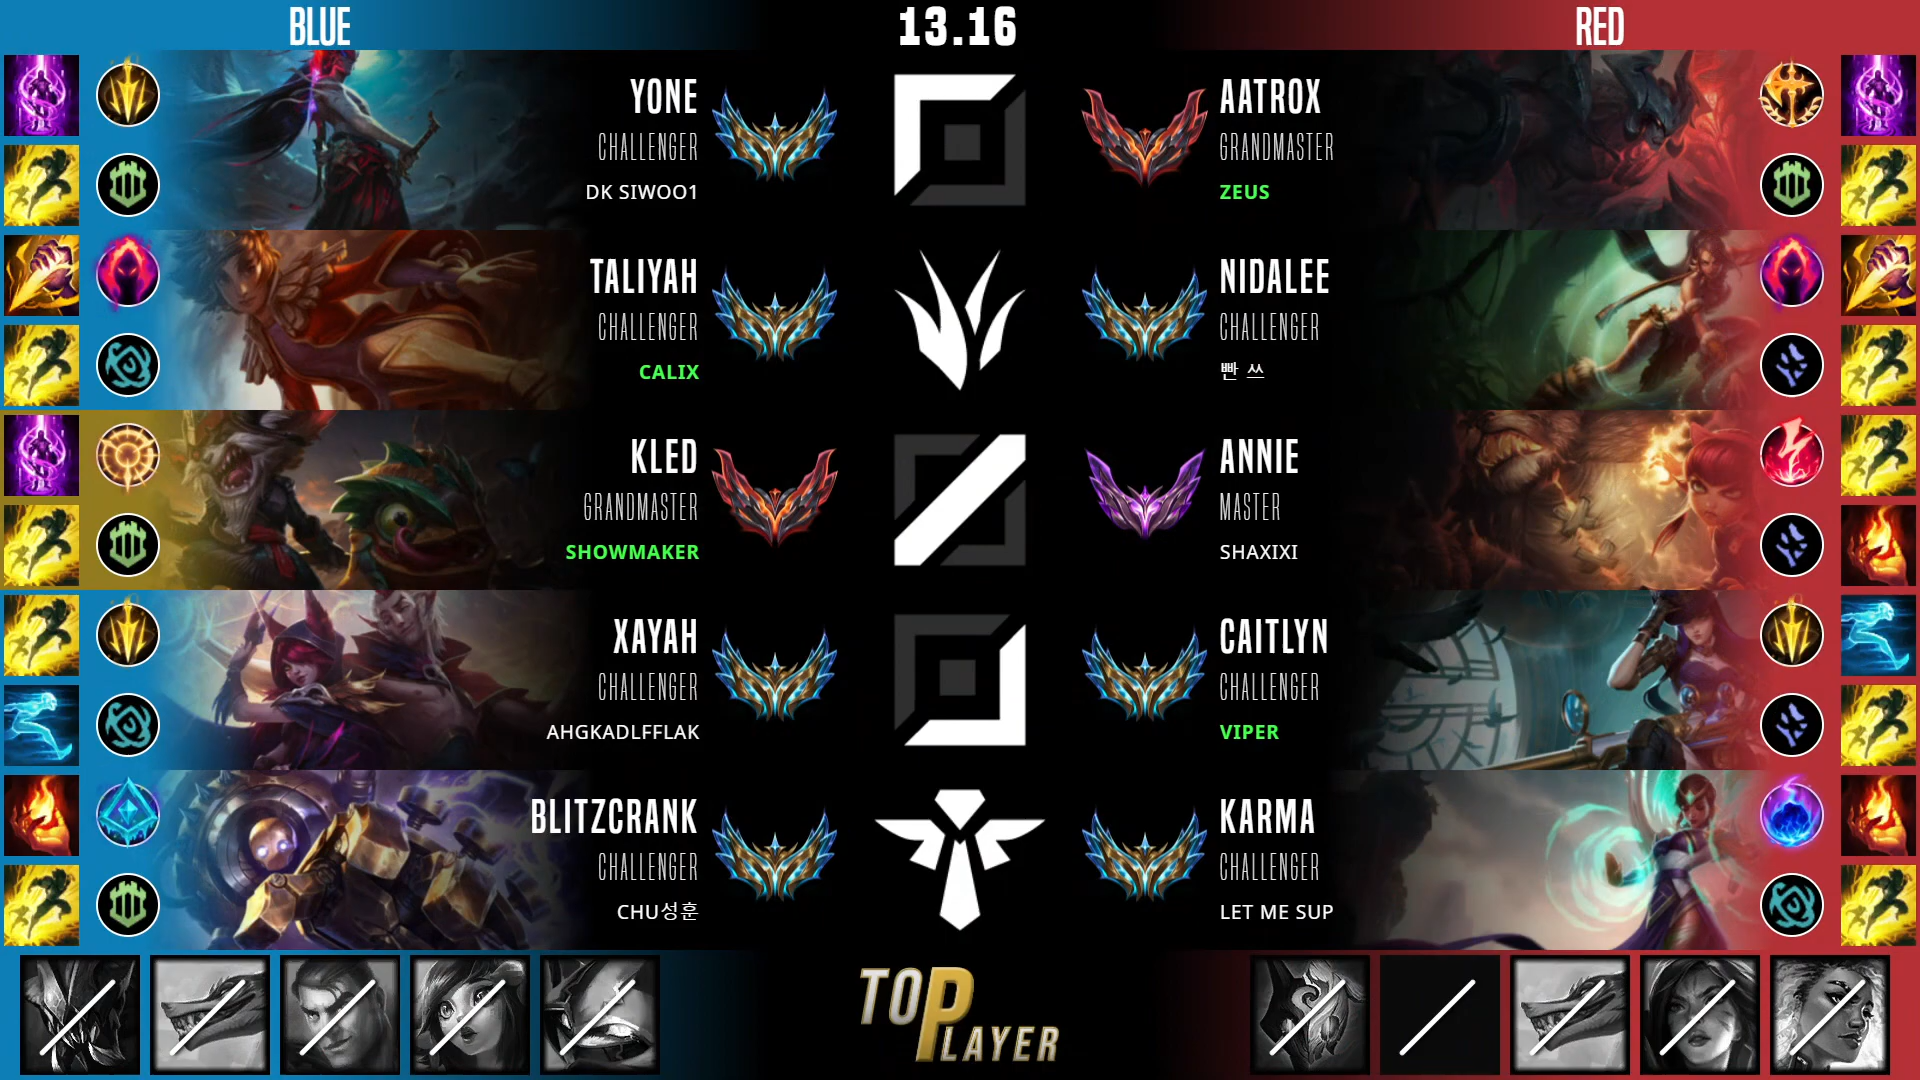 BLUE
13.16
RED
YONE
CHALLENGER
DK SIWOO1
AATROX
GRANDMASTER
ZEUS
TALIYAH
CHALLENGER
CALIX
NIDALEE
CHALLENGER
빤 쓰
KLED
GRANDMASTER
SHOWMAKER
ANNIE
MASTER
SHAXIXI
XAYAH
CHALLENGER
AHGKADLFFLAK
CAITLYN
CHALLENGER
VIPER
BLITZCRANK
CHALLENGER
CHU성훈
KARMA
CHALLENGER
LET ME SUP
TOPLAYER